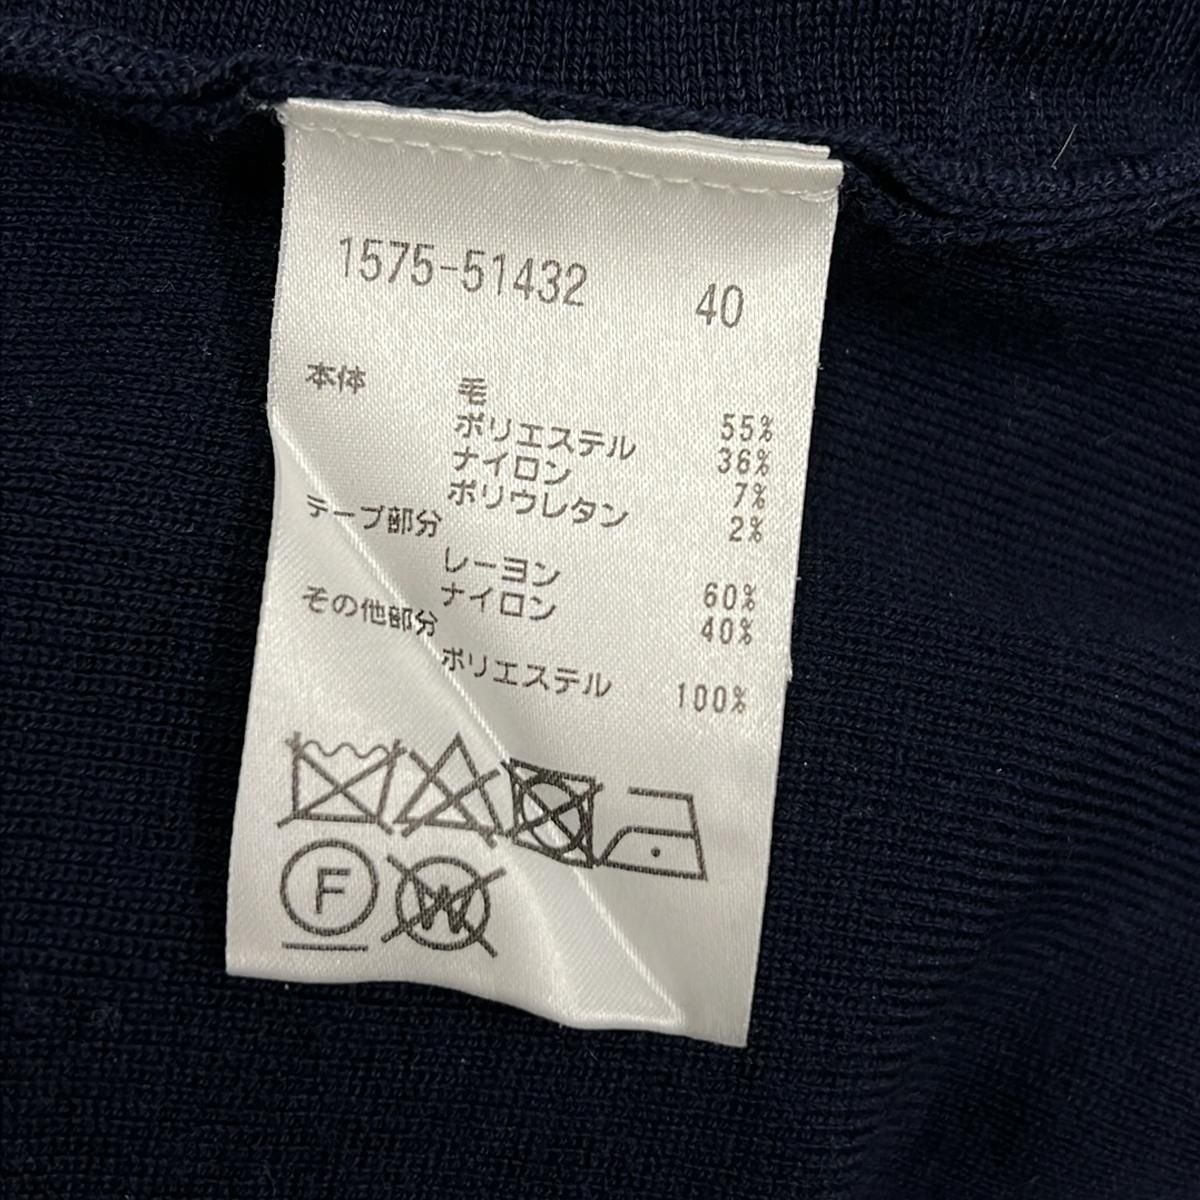 1575-51432 40
本体 毛 55%
ポリエステル 36%
ナイロン 7%
ポリウレタン 2%
テープ部分
レーヨン 60%
ナイロン 40%
その他部分
ポリエステル 100%
F W